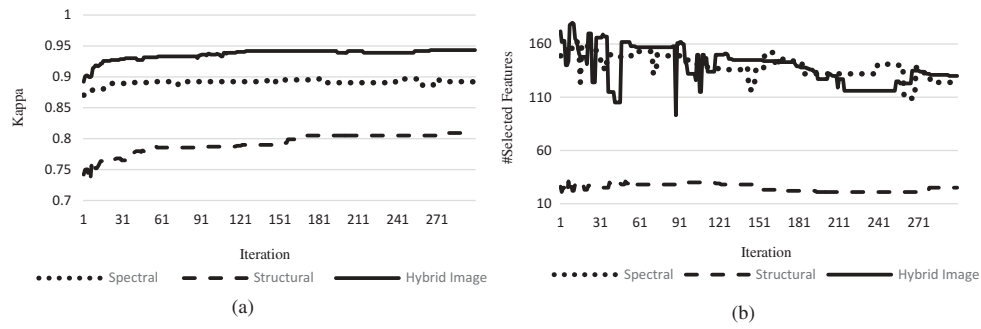 1
0.95
0.9
0.85
0.8
0.75
0.7
Kappa
1 31 61 91 121 151 181 211 241 271
Iteration
Spectral Structural Hybrid Image
(a)
160
110
60
10
#Selected Features
1 31 61 91 121 151 181 211 241 271
Iteration
Spectral Structural Hybrid Image
(b)